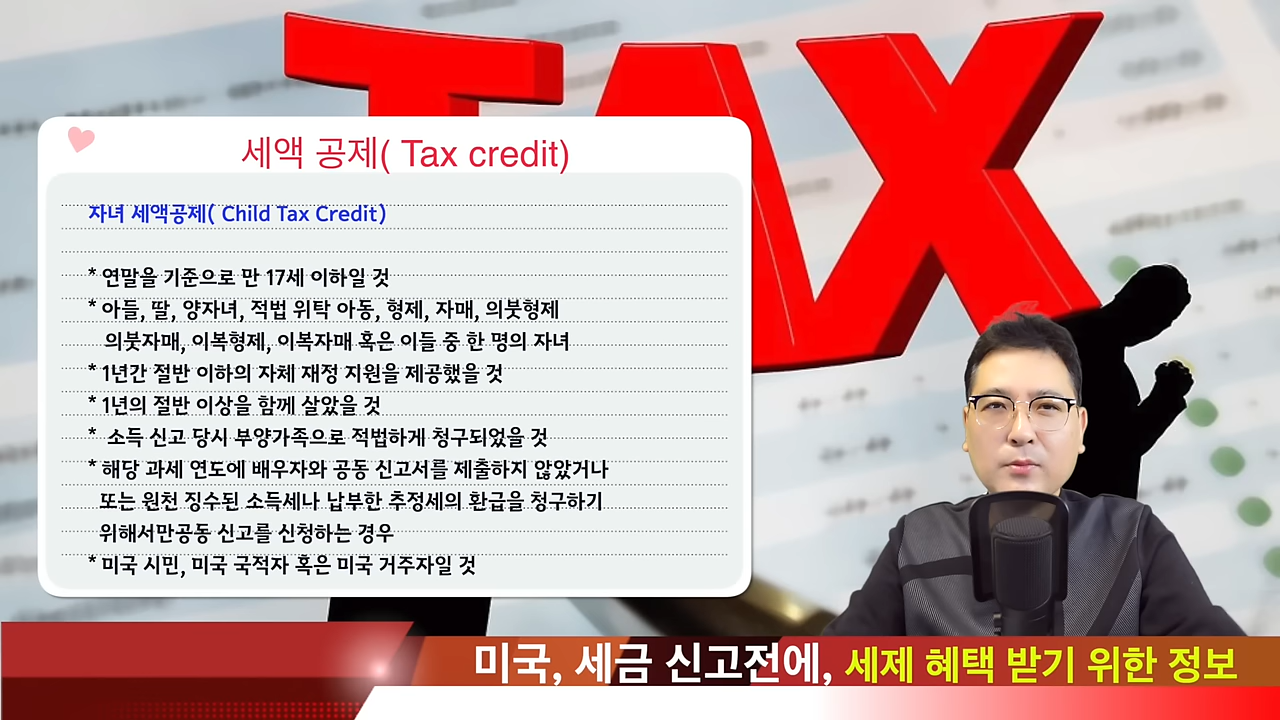 TAX
세액 공제( Tax credit)
자녀 세액공제( Child Tax Credit)
* 연말을 기준으로 만 17세 이하일 것
* 아들, 딸, 양자녀, 적법 위탁 아동, 형제, 자매, 의붓형제
의붓자매, 이복형제, 이복자매 혹은 이들 중 한 명의 자녀
* 1년간 절반 이하의 자체 재정 지원을 제공했을 것
* 1년의 절반 이상을 함께 살았을 것
* 소득 신고 당시 부양가족으로 적법하게 청구되었을 것
* 해당 과세 연도에 배우자와 공동 신고서를 제출하지 않았거나
또는 원천 징수된 소득세나 납부한 추정세의 환급을 청구하기
위해서만공동 신고를 신청하는 경우
* 미국 시민, 미국 국적자 혹은 미국 거주자일 것
미국, 세금 신고전에, 세제 혜택 받기 위한 정보